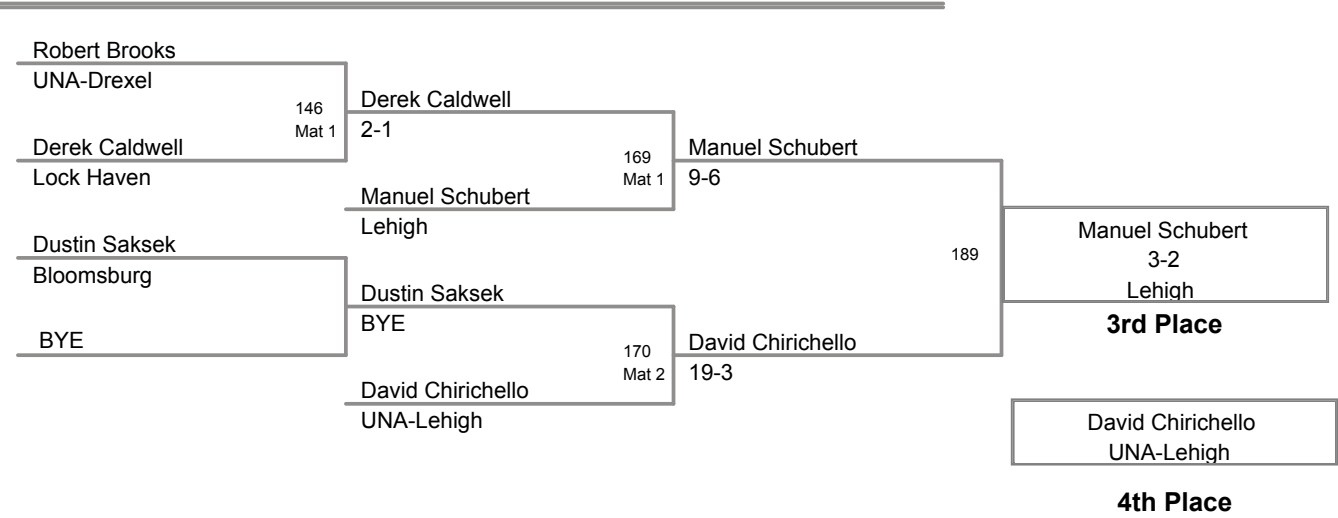 Robert Brooks
UNA-Drexel
146
Mat 1
Derek Caldwell
Lock Haven
Dustin Saksek
Bloomsburg
BYE
Derek Caldwell
2-1
169
Mat 1
Manuel Schubert
Lehigh
Dustin Saksek
BYE
170
Mat 2
David Chirichello
UNA-Lehigh
Manuel Schubert
9-6
189
David Chirichello
19-3
Manuel Schubert
3-2
Lehigh
3rd Place
David Chirichello
UNA-Lehigh
4th Place